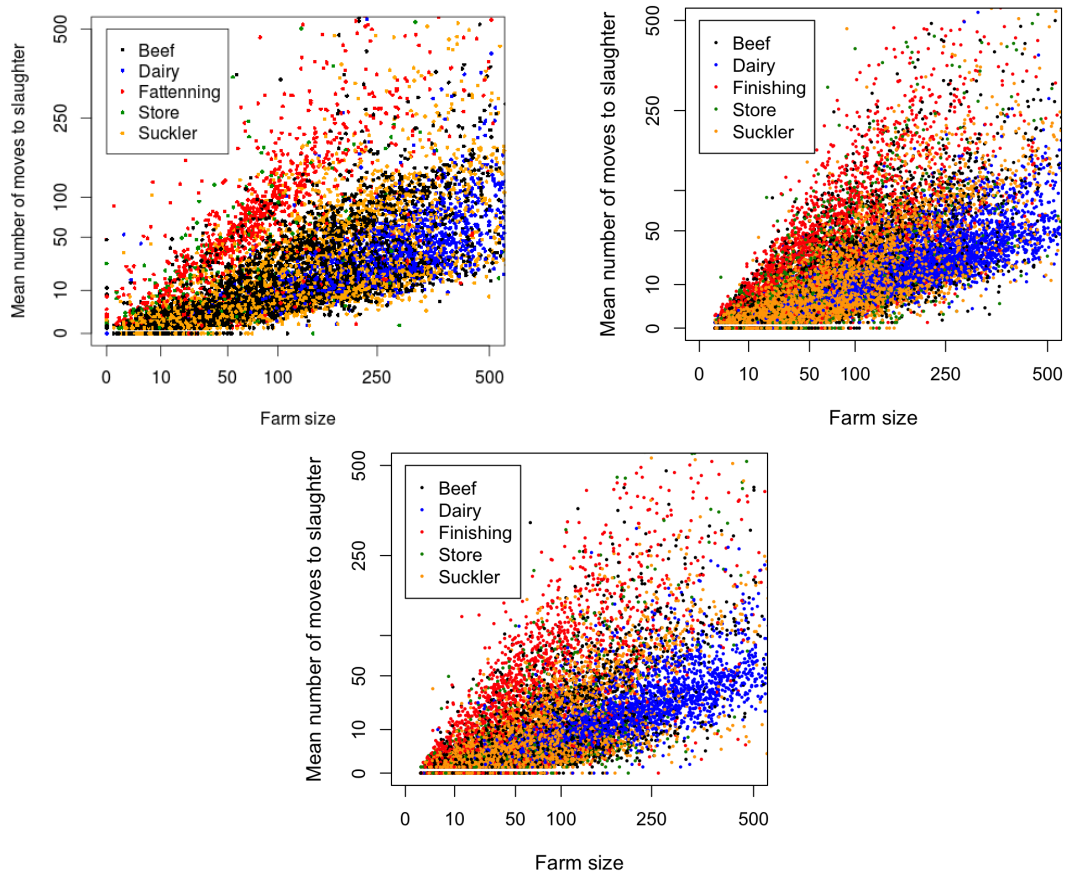 Mean number of moves to slaughter
500
250
100
50
10
0
Beef
Dairy
Fattenning
Store
Suckler
0 10 50 100 250 500
Farm size
Mean number of moves to slaughter
500
250
50
10
0
Beef
Dairy
Finishing
Store
Suckler
0 10 50 100 250 500
Farm size
Mean number of moves to slaughter
500
250
50
10
0
Beef
Dairy
Finishing
Store
Suckler
0 10 50 100 250 500
Farm size